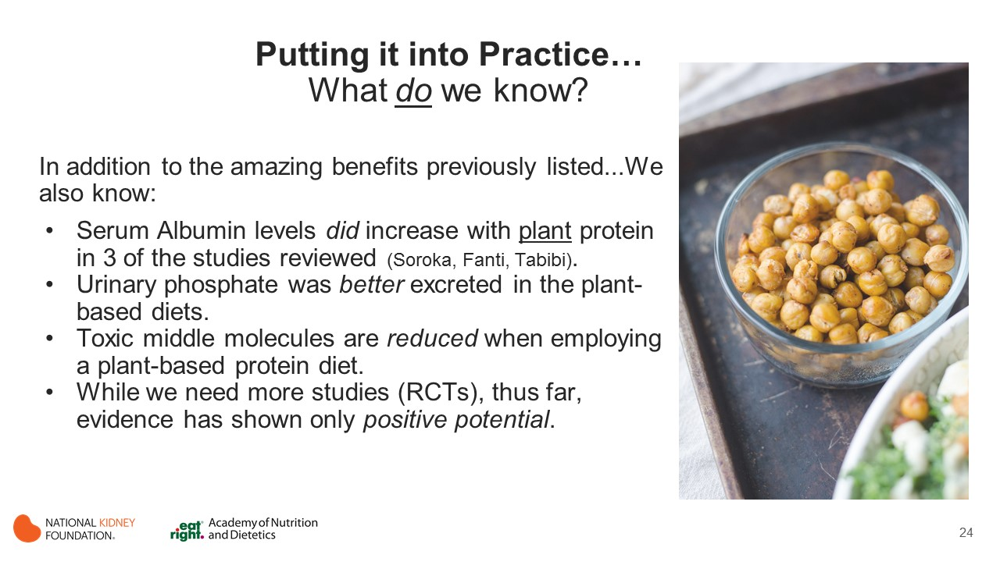 Putting it into Practice…
What do we know?
In addition to the amazing benefits previously listed...We
also know:
• Serum Albumin levels did increase with plant protein
in 3 of the studies reviewed (Soroka, Fanti, Tabibi).
• Urinary phosphate was better excreted in the plant-
based diets.
• Toxic middle molecules are reduced when employing
a plant-based protein diet.
• While we need more studies (RCTs), thus far,
evidence has shown only positive potential.
NATIONAL KIDNEY
FOUNDATION®
eat
right.
Academy of Nutrition
and Dietetics
24